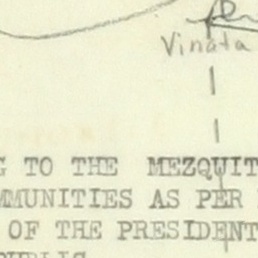 Vinata
G TO THE MEZQUIT
MMUNITIES AS PER
OF THE PRESIDENT